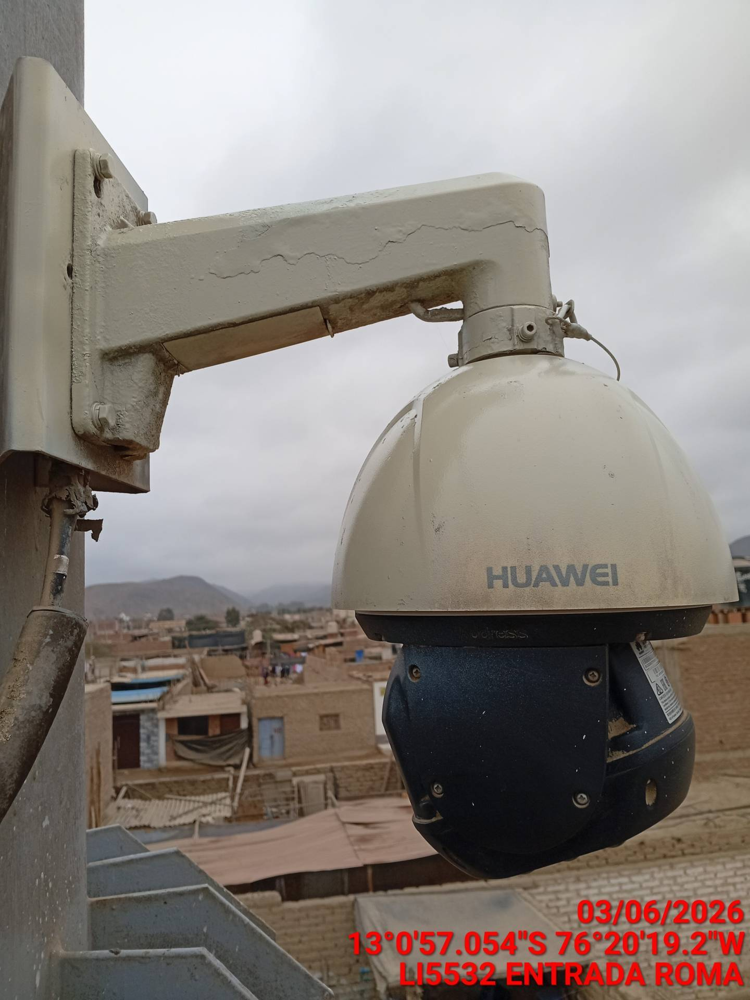 HUAWEI
03/06/2026
13°0'57.054"S 76°20'19.2"W
LI5532 ENTRADA ROMA